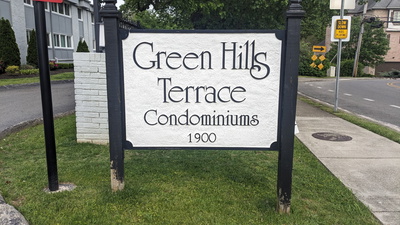 Green Hills
Terrace
Condominiums
1900